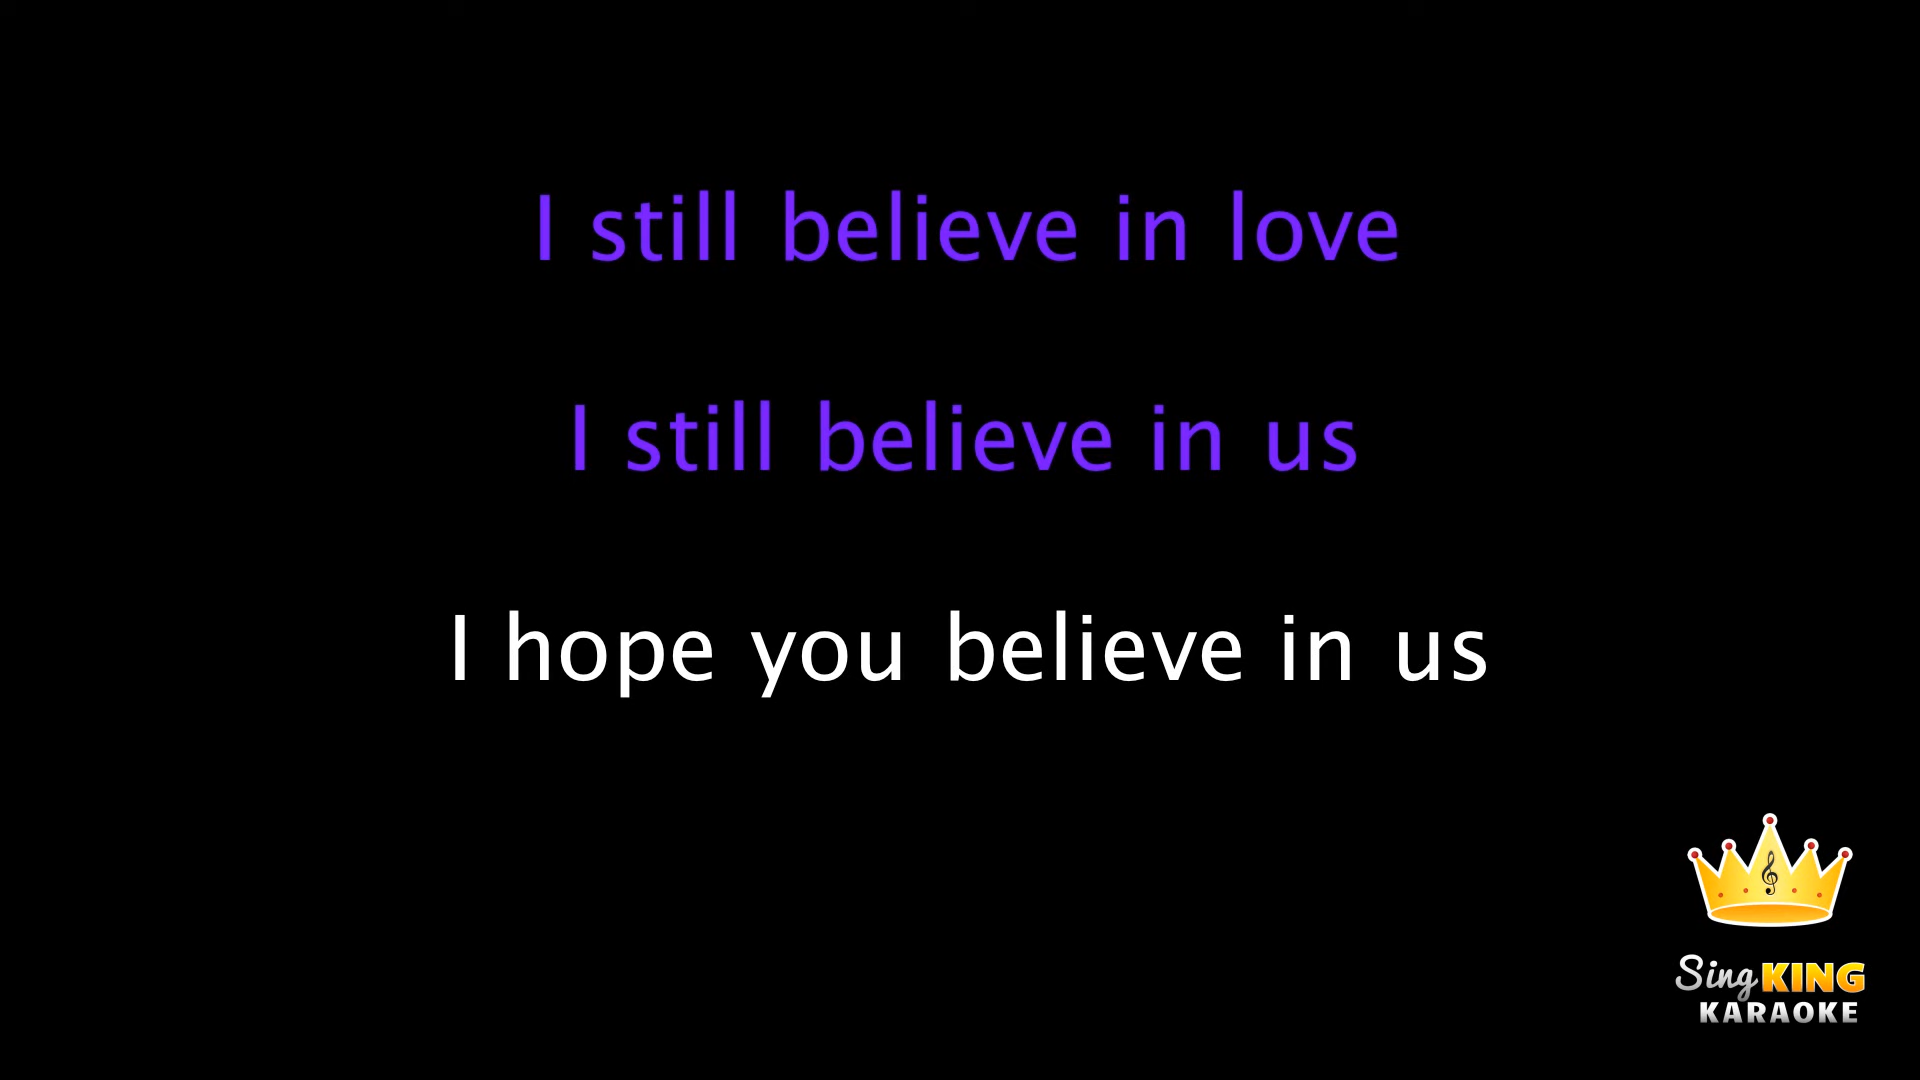 I still believe in love
I still believe in us
I hope you believe in us
Sing KING
KARAOKE